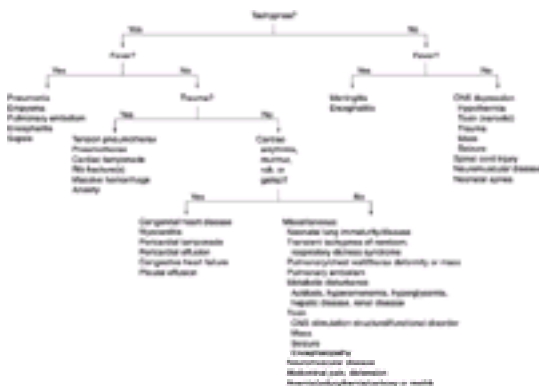 Tachypnea?
Yes
No
Fever?
Fever?
Yes
No
Yes
No
Pneumonia
Empyema
Pulmonary embolism
Encephalitis
Sepsis
Trauma?
Meningitis
Encephalitis
CNS depression
Hypothermia
Toxin (narcotic)
Trauma
Mass
Seizure
Spinal cord injury
Neuromuscular disease
Neonatal apnea
Yes
No
Tension pneumothorax
Pneumothorax
Cardiac tamponade
Rib fracture(s)
Massive hemorrhage
Anxiety
Cardiac
arrhythmia,
murmur,
rub, or
gallop?
Yes
No
Congenital heart disease
Myocarditis
Pericardial tamponade
Pericardial effusion
Congestive heart failure
Pleural effusion
Miscellaneous
Neonatal lung immaturity/disease
Transient tachypnea of newborn,
respiratory distress syndrome
Pulmonary/chest wall/thorax deformity or mass
Pulmonary embolism
Metabolic disturbance
Acidosis, hyperammonemia, hyperglycemia,
hepatic disease, renal disease
Toxin
CNS stimulation structural/functional disorder
Mass
Seizure
Encephalopathy
Neuromuscular disease
Abdominal pain, distension